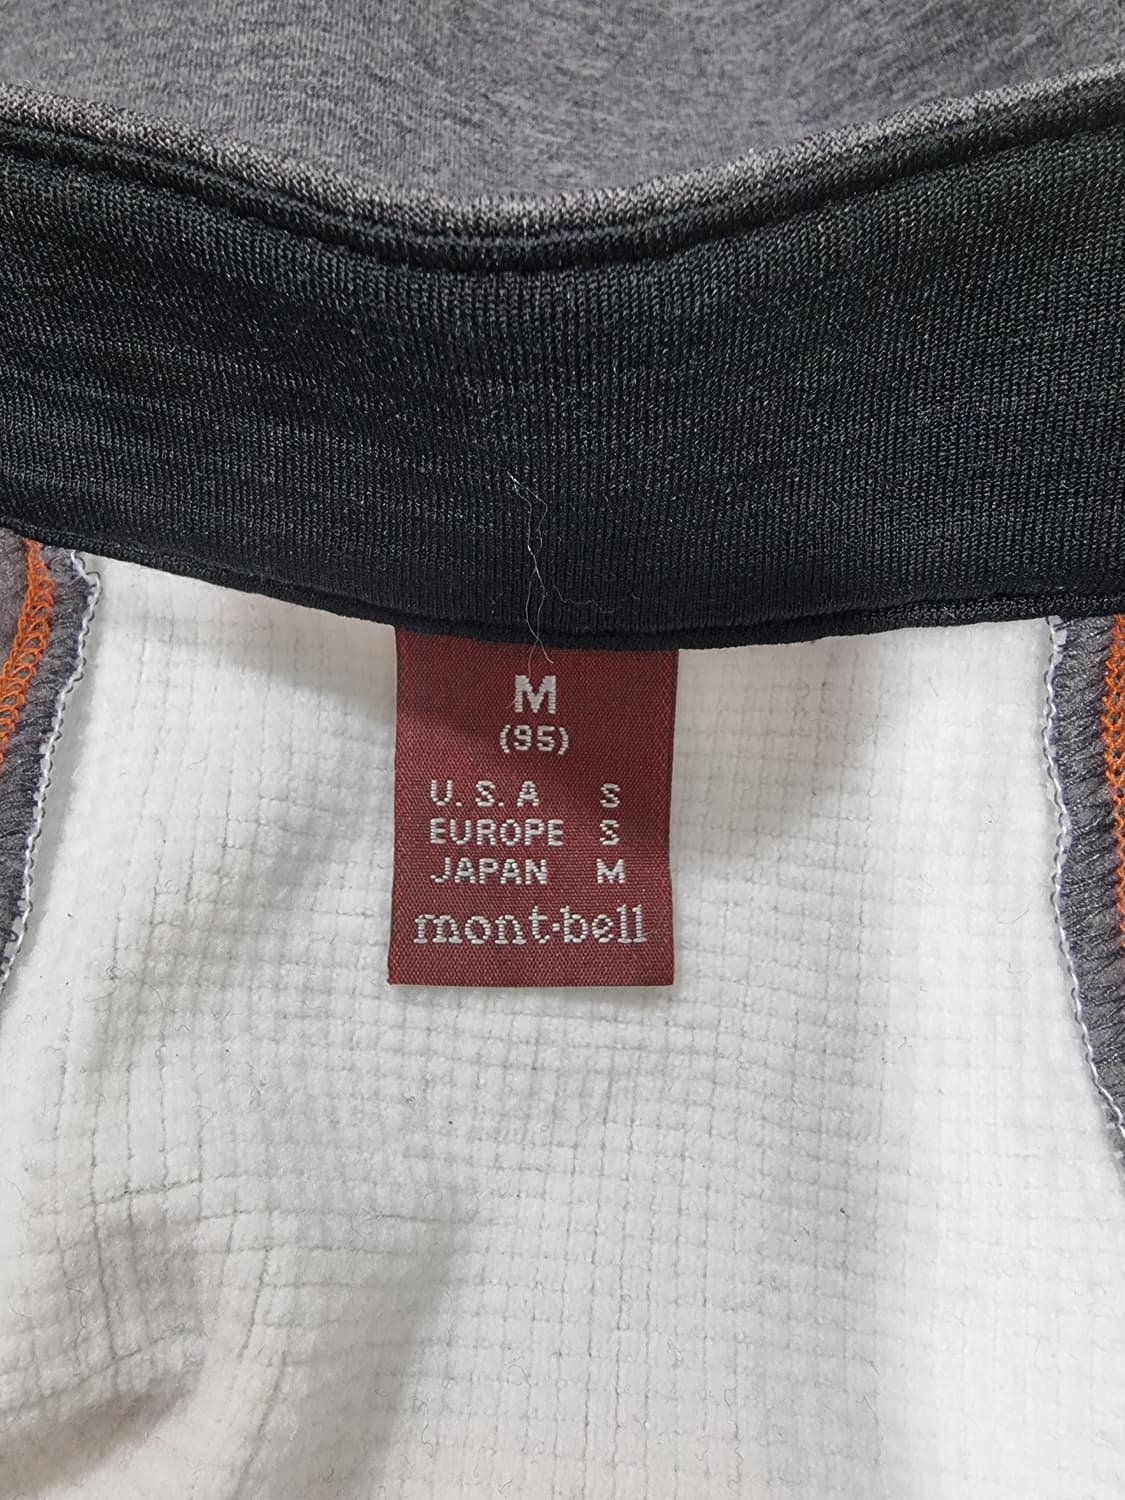 M
(95)
U.S.A S
EUROPE S
JAPAN M
mont-bell